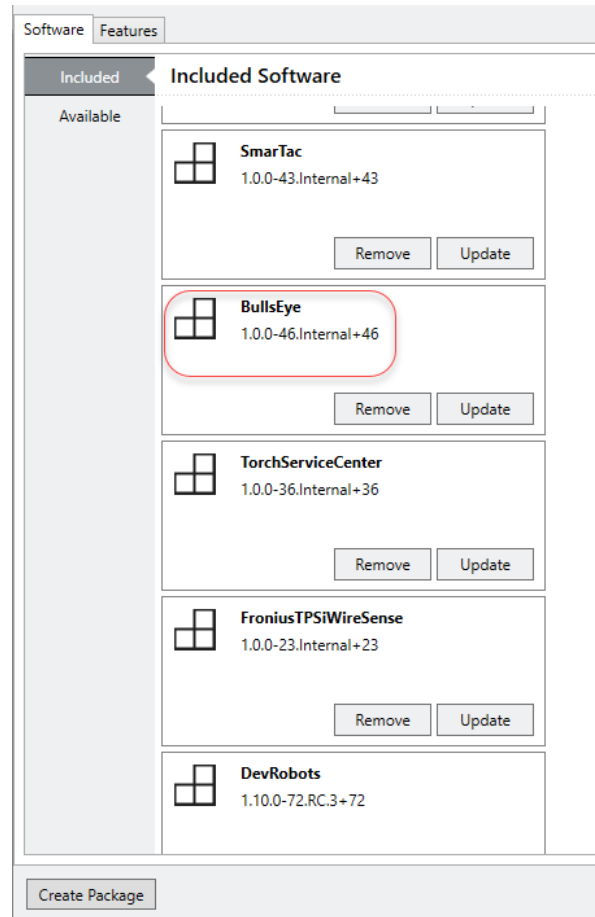 Software Features
Included
Included Software
Available
SmarTac
1.0.0-43.Internal+43
Remove Update
BullsEye
1.0.0-46.Internal+46
Remove Update
TorchServiceCenter
1.0.0-36.Internal+36
Remove Update
FroniusTPSiWireSense
1.0.0-23.Internal+23
Remove Update
DevRobots
1.10.0-72.RC.3+72
Create Package